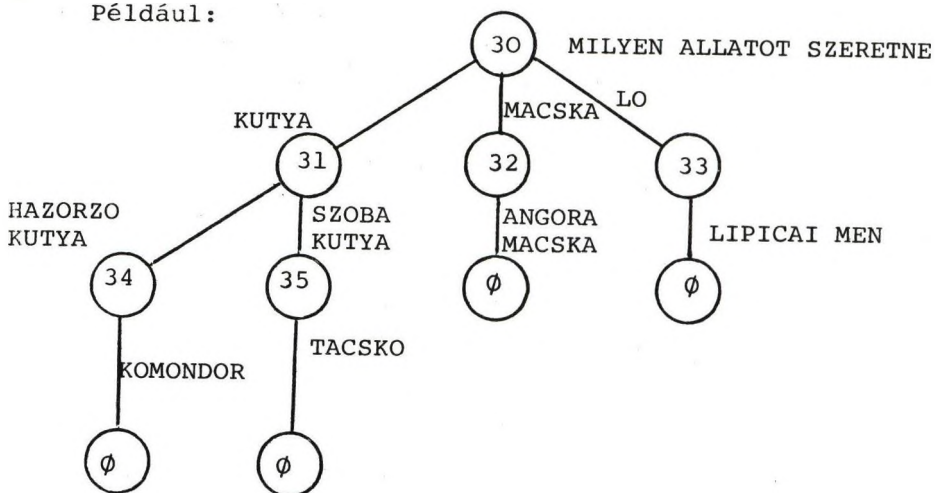 Például:
30 MILYEN ALLATOT SZERETNE
KUTYA
MACSKA
LO
31
32
33
HAZORZO
KUTYA
SZOBA
KUTYA
ANGORA
MACSKA
LIPICAI MEN
34
35
ø
ø
KOMONDOR
TACSKO
ø
ø